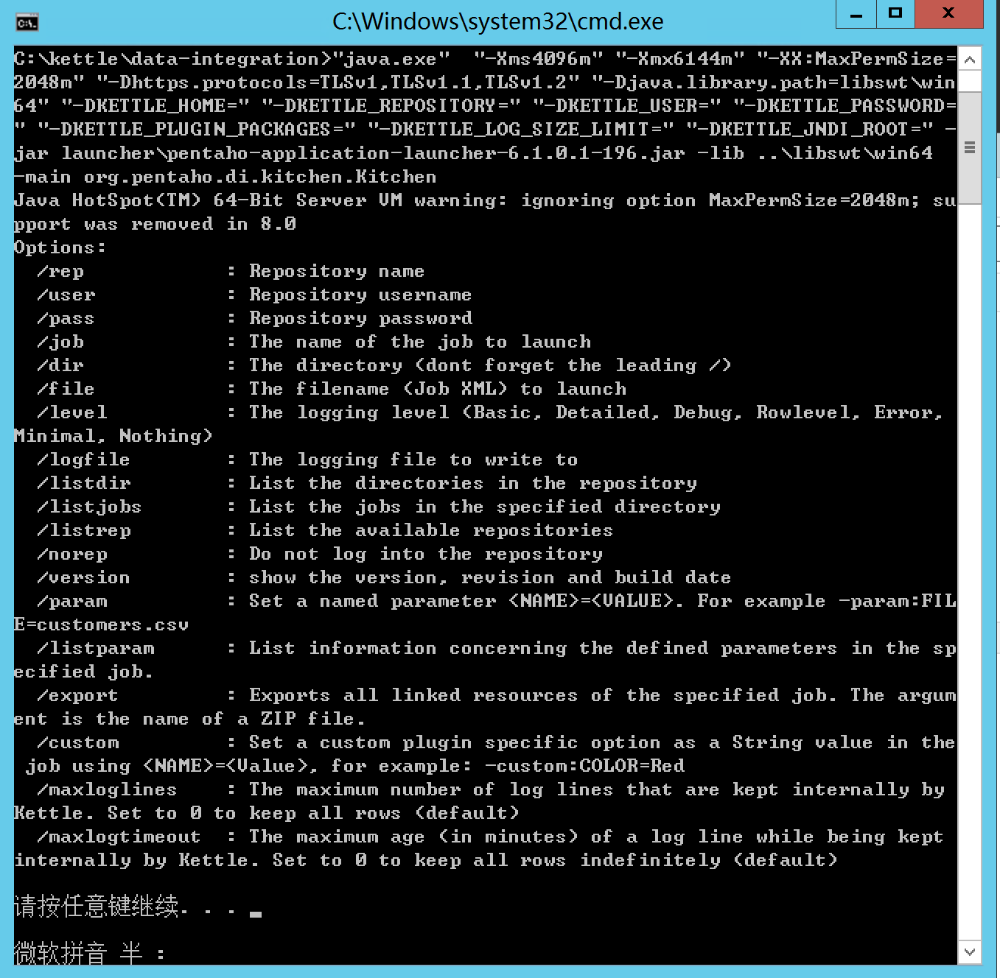 C:\Windows\system32\cmd.exe
C:\kettle\data-integration>"java.exe"  "-Xms4096m" "-Xmx6144m" "-XX:MaxPermSize=
2048m" "-Dhttps.protocols=TLSv1,TLSv1.1,TLSv1.2" "-Djava.library.path=libswt\win
64" "-DKETTLE_HOME=" "-DKETTLE_REPOSITORY=" "-DKETTLE_USER=" "-DKETTLE_PASSWORD=
" "-DKETTLE_PLUGIN_PACKAGES=" "-DKETTLE_LOG_SIZE_LIMIT=" "-DKETTLE_JNDI_ROOT=" -
jar launcher\pentaho-application-launcher-6.1.0.1-196.jar -lib ..\libswt\win64
-main org.pentaho.di.kitchen.Kitchen
Java HotSpot(TM) 64-Bit Server VM warning: ignoring option MaxPermSize=2048m; su
pport was removed in 8.0
Options:
  /rep            : Repository name
  /user           : Repository username
  /pass           : Repository password
  /job            : The name of the job to launch
  /dir            : The directory (dont forget the leading /)
  /file           : The filename (Job XML) to launch
  /level          : The logging level (Basic, Detailed, Debug, Rowlevel, Error,
Minimal, Nothing)
  /logfile        : The logging file to write to
  /listdir        : List the directories in the repository
  /listjobs       : List the jobs in the specified directory
  /listrep        : List the available repositories
  /norep          : Do not log into the repository
  /version        : show the version, revision and build date
  /param          : Set a named parameter <NAME>=<VALUE>. For example -param:FIL
E=customers.csv
  /listparam      : List information concerning the defined parameters in the sp
ecified job.
  /export         : Exports all linked resources of the specified job. The argum
ent is the name of a ZIP file.
  /custom         : Set a custom plugin specific option as a String value in the
 job using <NAME>=<Value>, for example: -custom:COLOR=Red
  /maxloglines    : The maximum number of log lines that are kept internally by
Kettle. Set to 0 to keep all rows (default)
  /maxlogtimeout  : The maximum age (in minutes) of a log line while being kept
internally by Kettle. Set to 0 to keep all rows indefinitely (default)
请按任意键继续. . .
微软拼音 半 :